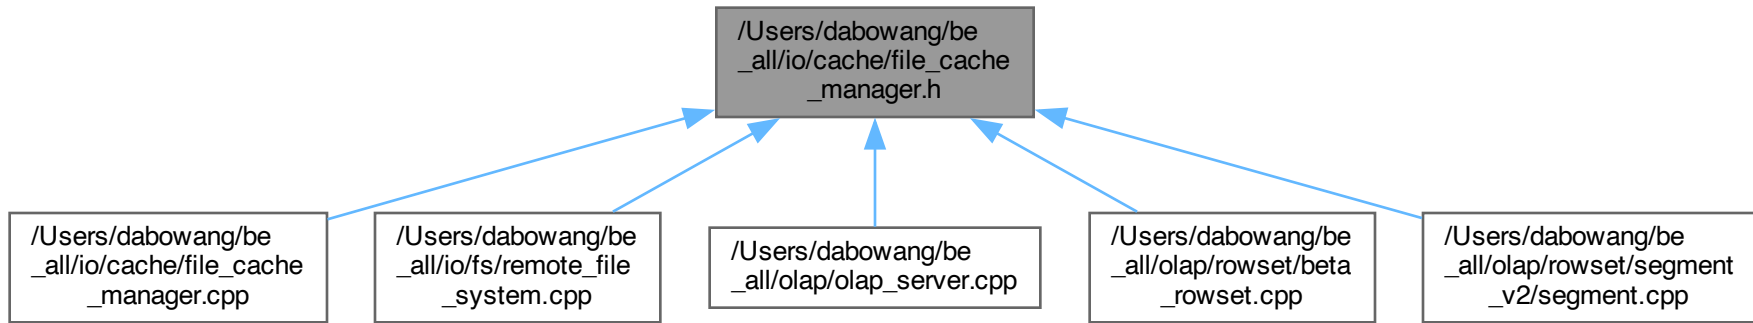 /Users/dabowang/be
_all/io/cache/file_cache
_manager.h
/Users/dabowang/be
_all/io/cache/file_cache
_manager.cpp
/Users/dabowang/be
_all/io/fs/remote_file
_system.cpp
/Users/dabowang/be
_all/olap/olap_server.cpp
/Users/dabowang/be
_all/olap/rowset/beta
_rowset.cpp
/Users/dabowang/be
_all/olap/rowset/segment
_v2/segment.cpp